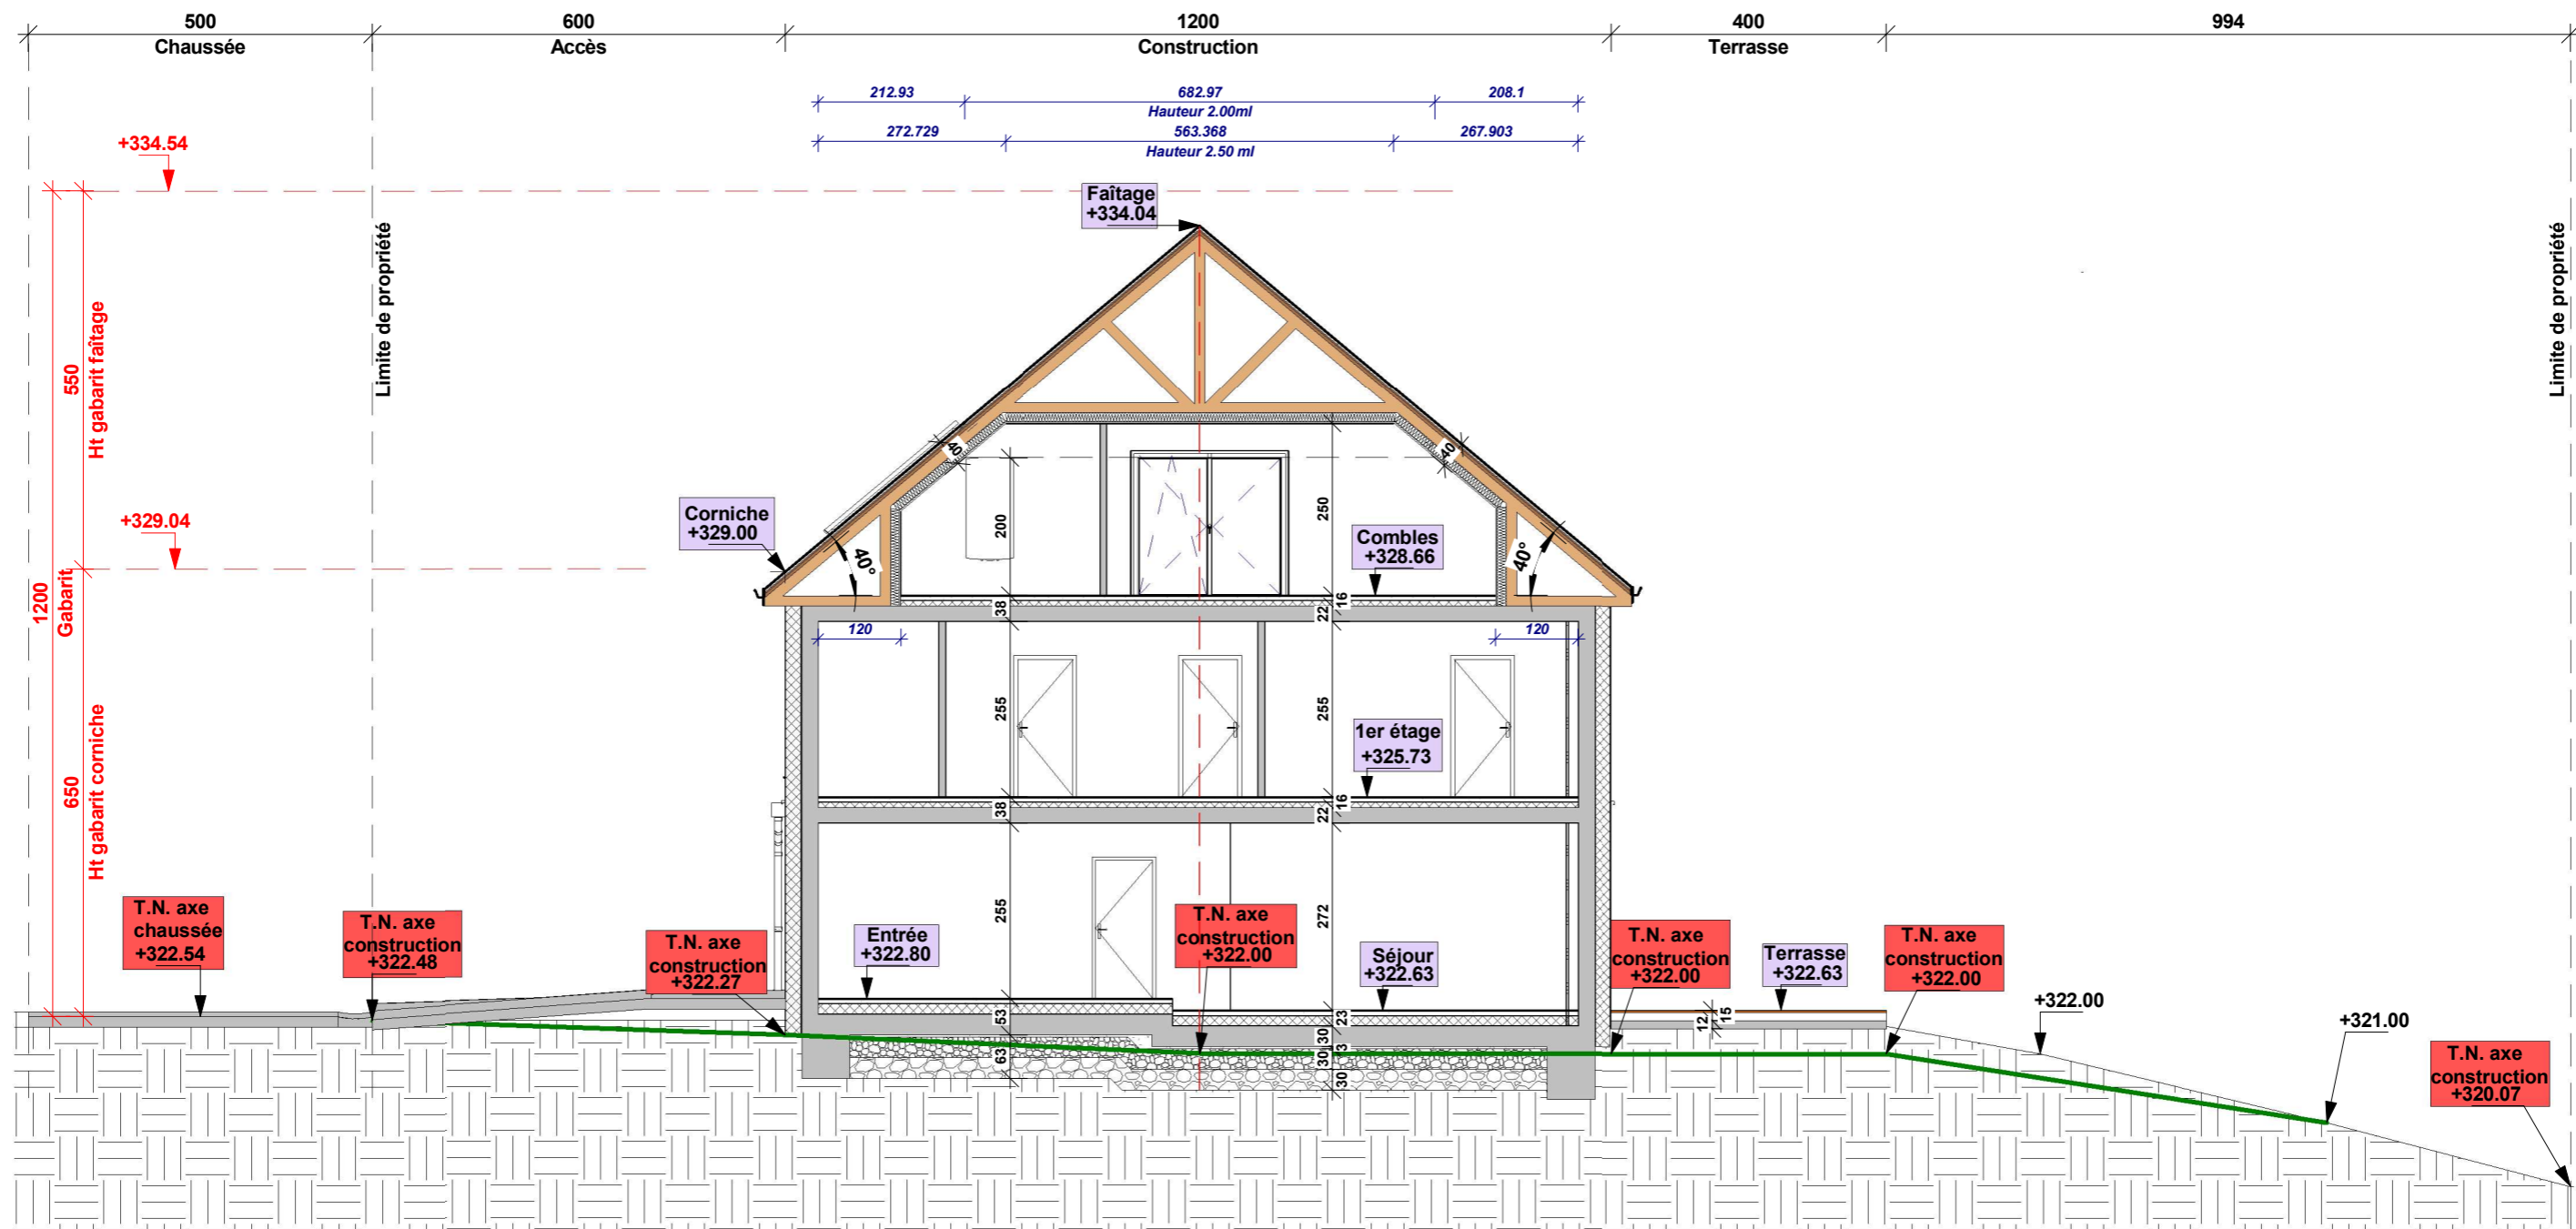 500
600
1200
400
994
Chaussée
Accès
Construction
Terrasse
212.93
682.97
208.1
Hauteur 2.00ml
272.729
563.368
267.903
Hauteur 2.50 ml
+334.54
Faîtage
+334.04
Limite de propriété
Limite de propriété
550
Ht gabarit faîtage
40
40
Corniche
+329.00
+329.04
40°
40°
200
250
Combles
+328.66
1200
Gabarit
38
22
16
120
120
255
255
1er étage
+325.73
650
Ht gabarit corniche
38
22
16
255
272
T.N. axe
chaussée
+322.54
T.N. axe
construction
+322.48
T.N. axe
construction
+322.27
Entrée
+322.80
T.N. axe
construction
+322.00
Séjour
+322.63
T.N. axe
construction
+322.00
Terrasse
+322.63
T.N. axe
construction
+322.00
+322.00
+321.00
T.N. axe
construction
+320.07
53
63
23
30
3
30
30
12
15